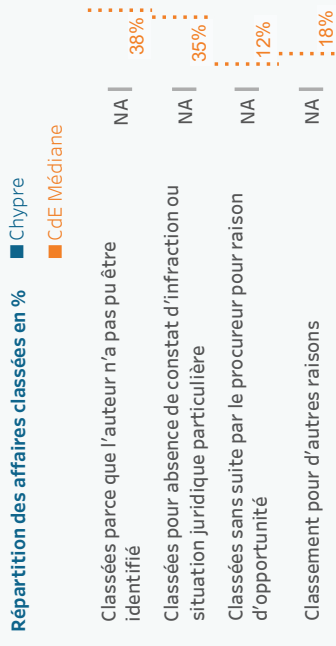 Répartition des affaires classées en %
Chypre
CdE Médiane
Classées parce que l'auteur n'a pas pu être
identifié
NA
38%
Classées pour absence de constat d'infraction ou
situation juridique particulière
NA
35%
Classées sans suite par le procureur pour raison
d'opportunité
NA
12%
Classement pour d'autres raisons
NA
18%